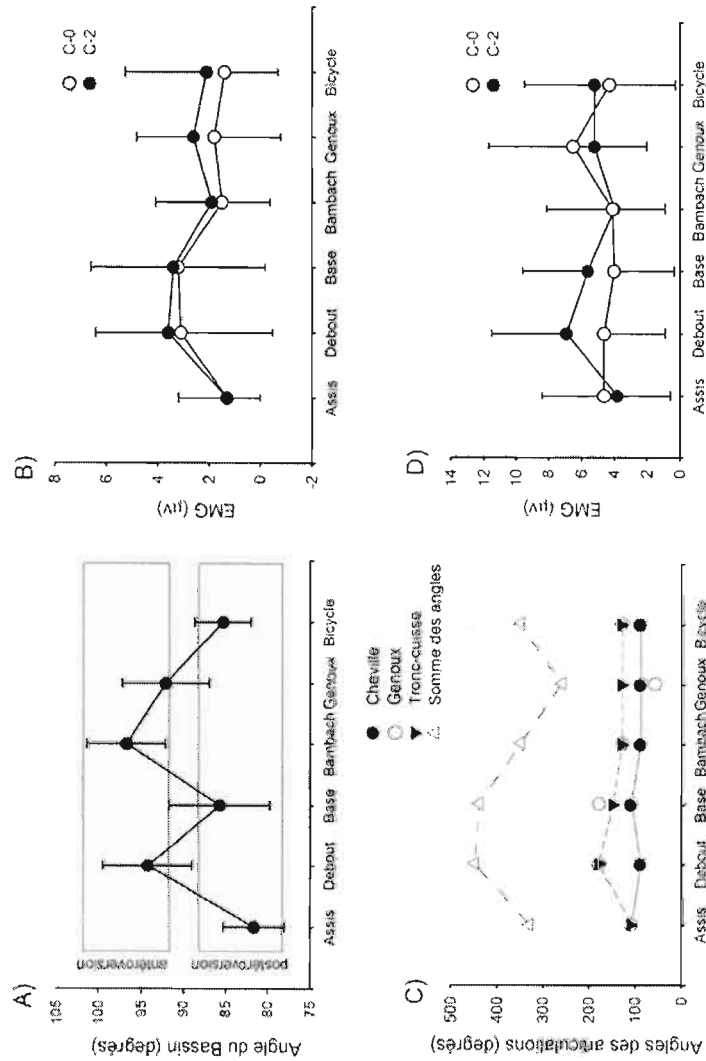 A)
Angle du Bassin (degrés)
105
100
95
90
85
80
75
antéroversion
postéroversion
Assis Debout Base Bambach Genoux Bicycle
B)
EMG (µv)
8
6
4
2
0
-2
C-0
C-2
Assis Debout Base Bambach Genoux Bicycle
C)
Angles des articulations (degrés)
500
400
300
200
100
0
Cheville
Genoux
Tronc-cuisse
Somme des angles
Assis Debout Base Bambach Genoux Bicycle
D)
EMG (µv)
14
12
10
8
6
4
2
0
C-0
C-2
Assis Debout Base Bambach Genoux Bicycle